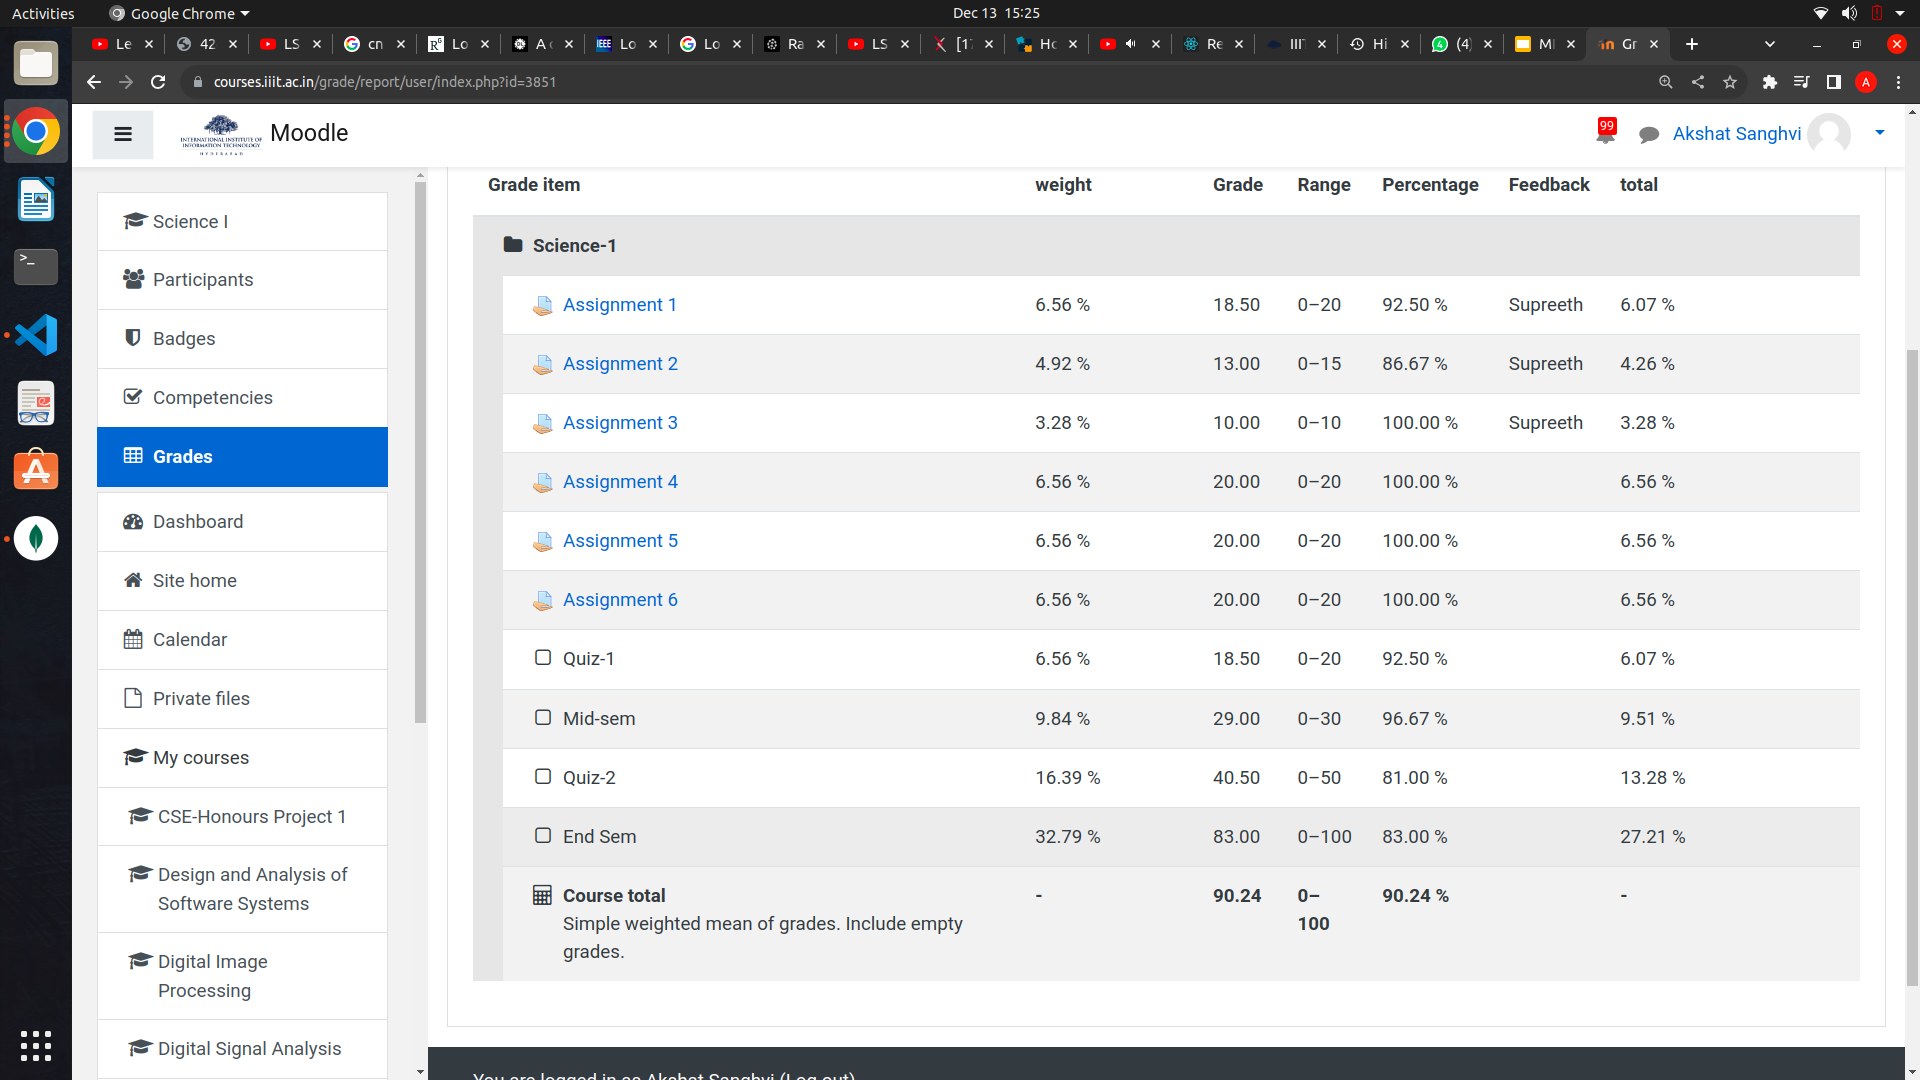 Activities Google Chrome Dec 13 15:25
Le 42 LS cn Lo A Lo Lo Ra LS [1 Ho Re IIIT Hi (4) MI Gr
courses.iiit.ac.in/grade/report/user/index.php?id=3851
INTERNATIONAL INSTITUTE OF
INFORMATION TECHNOLOGY
HYDERABAD
Moodle 99 Akshat Sanghvi
Science I
Participants
Badges
Competencies
Grades
Dashboard
Site home
Calendar
Private files
My courses
CSE-Honours Project 1
Design and Analysis of
Software Systems
Digital Image
Processing
Digital Signal Analysis
Grade item weight Grade Range Percentage Feedback total
Science-1
Assignment 1 6.56 % 18.50 0–20 92.50 % Supreeth 6.07 %
Assignment 2 4.92 % 13.00 0–15 86.67 % Supreeth 4.26 %
Assignment 3 3.28 % 10.00 0–10 100.00 % Supreeth 3.28 %
Assignment 4 6.56 % 20.00 0–20 100.00 % 6.56 %
Assignment 5 6.56 % 20.00 0–20 100.00 % 6.56 %
Assignment 6 6.56 % 20.00 0–20 100.00 % 6.56 %
Quiz-1 6.56 % 18.50 0–20 92.50 % 6.07 %
Mid-sem 9.84 % 29.00 0–30 96.67 % 9.51 %
Quiz-2 16.39 % 40.50 0–50 81.00 % 13.28 %
End Sem 32.79 % 83.00 0–100 83.00 % 27.21 %
Course total - 90.24 0– 90.24 % -
Simple weighted mean of grades. Include empty 100
grades.
You are logged in as Akshat Sanghvi (Log out)